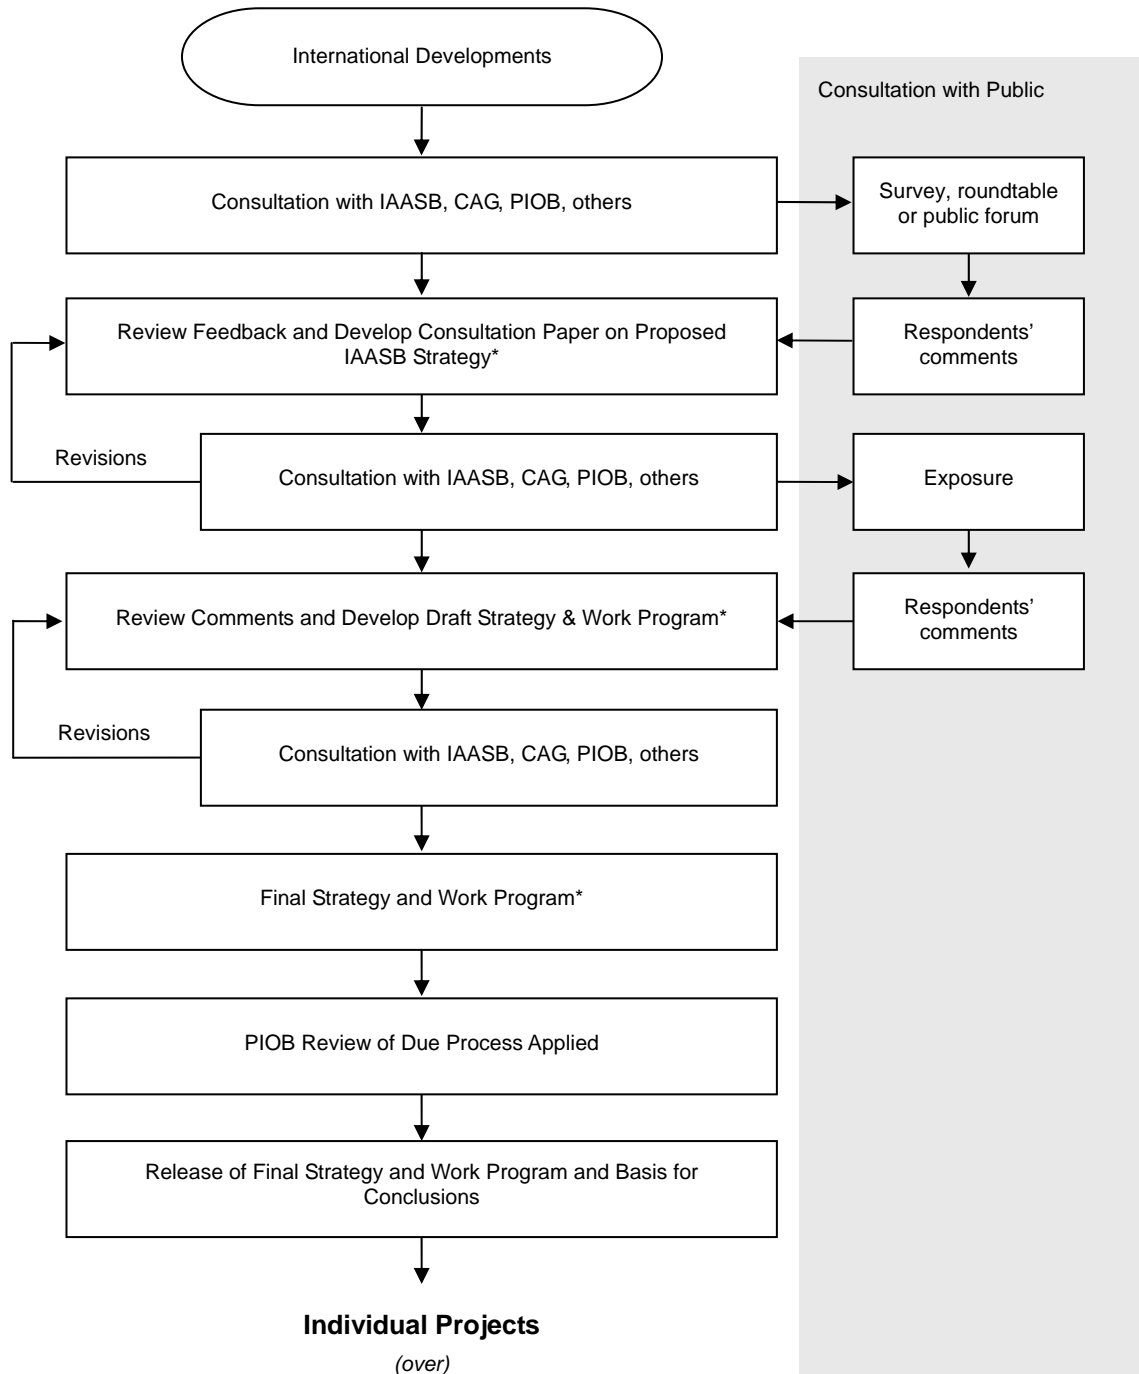 International Developments
Consultation with Public
Consultation with IAASB, CAG, PIOB, others
Survey, roundtable
or public forum
Review Feedback and Develop Consultation Paper on Proposed
IAASB Strategy*
Respondents’
comments
Revisions
Consultation with IAASB, CAG, PIOB, others
Exposure
Review Comments and Develop Draft Strategy & Work Program*
Respondents’
comments
Revisions
Consultation with IAASB, CAG, PIOB, others
Final Strategy and Work Program*
PIOB Review of Due Process Applied
Release of Final Strategy and Work Program and Basis for
Conclusions
Individual Projects
(over)